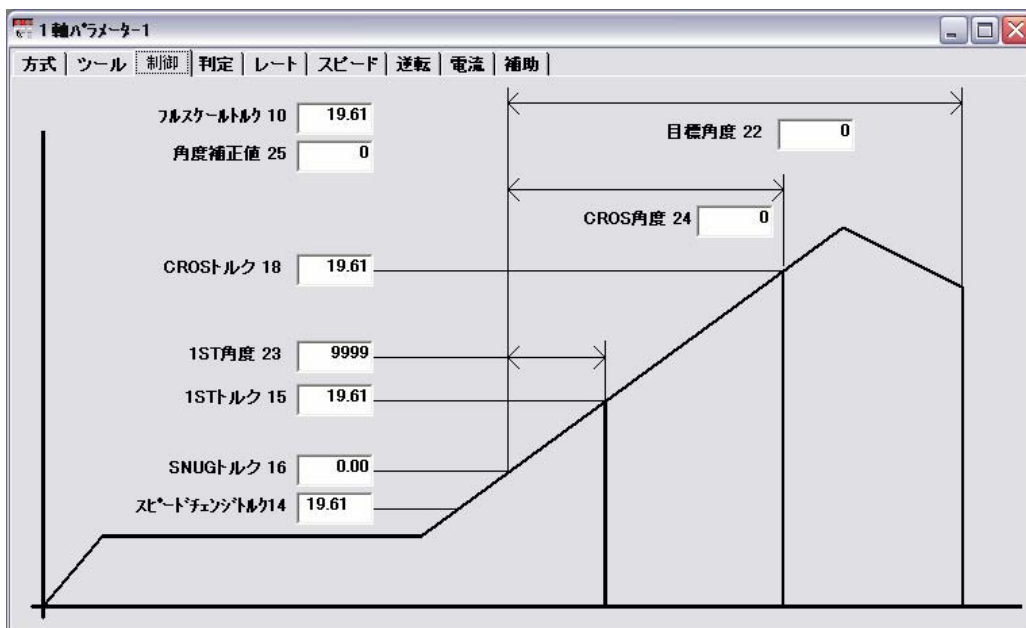 1軸パラメーター-1
方式 ツール 制御 判定 レート スピード 逆転 電流 補助
フルスケールトルク 10 19.61
目標角度 22 0
角度補正値 25 0
CROS角度 24 0
CROSトルク 18 19.61
1ST角度 23 9999
1STトルク 15 19.61
SNUGトルク 16 0.00
スピードチェンジトルク14 19.61